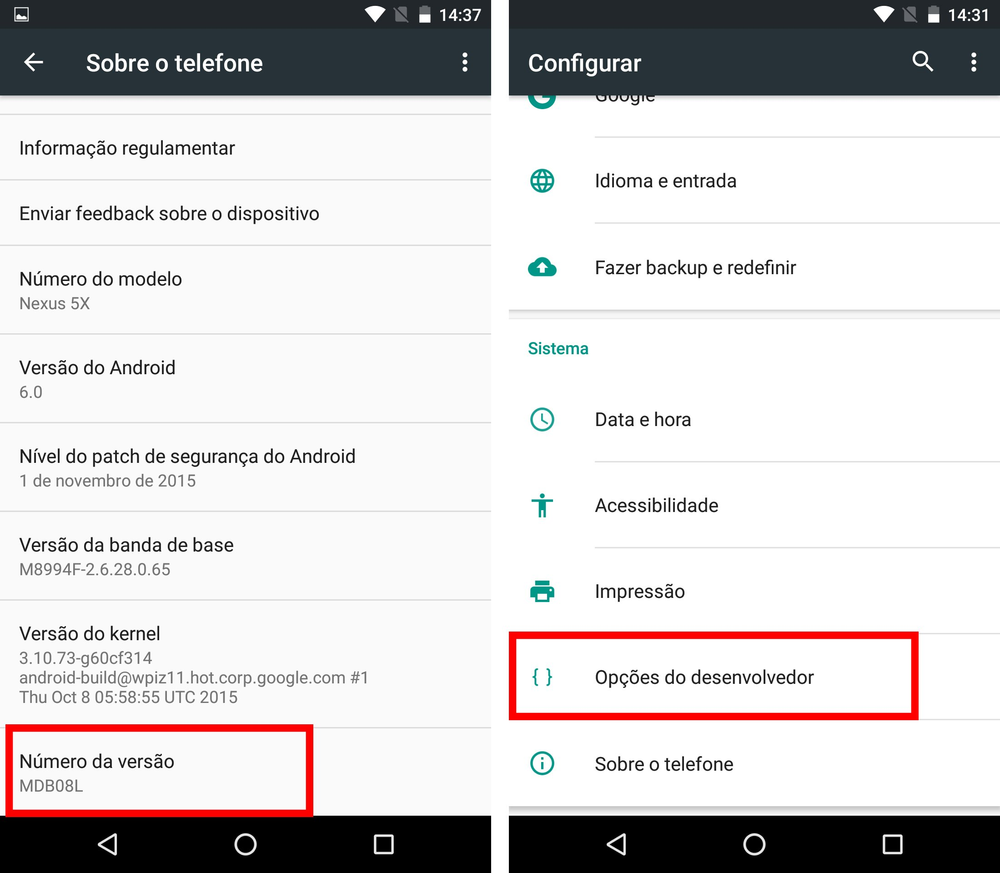 14:37
Sobre o telefone
Informação regulamentar
Enviar feedback sobre o dispositivo
Número do modelo
Nexus 5X
Versão do Android
6.0
Nível do patch de segurança do Android
1 de novembro de 2015
Versão da banda de base
M8994F-2.6.28.0.65
Versão do kernel
3.10.73-g60cf314
android-build@wpiz11.hot.corp.google.com #1
Thu Oct 8 05:58:55 UTC 2015
Número da versão
MDB08L
14:31
Configurar
Google
Idioma e entrada
Fazer backup e redefinir
Sistema
Data e hora
Acessibilidade
Impressão
{ } Opções do desenvolvedor
Sobre o telefone